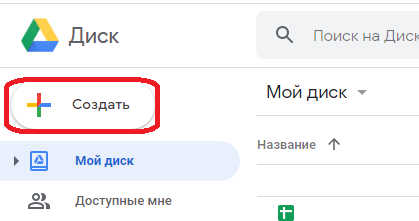 Диск
Поиск на Диск
Создать
Мой диск
Название
Мой диск
Доступные мне